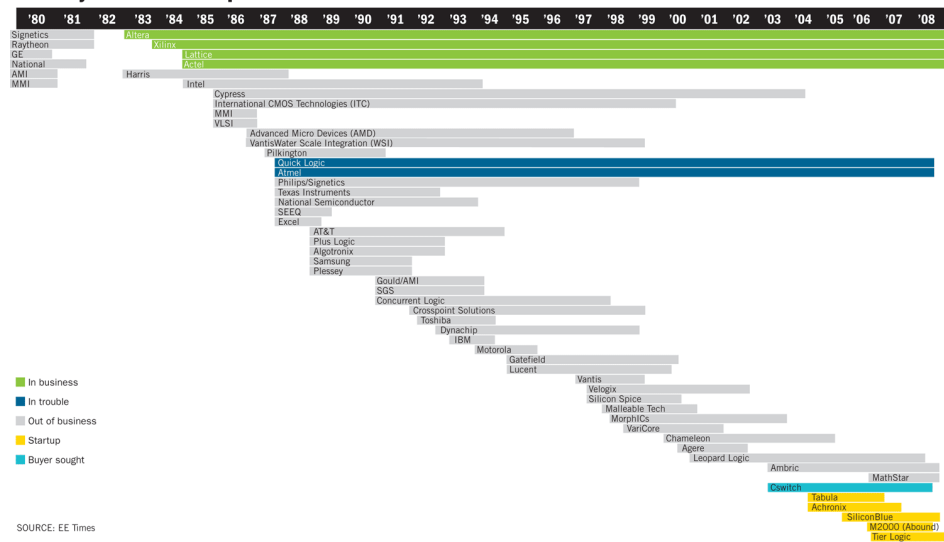 '80 '81 '82 '83 '84 '85 '86 '87 '88 '89 '90 '91 '92 '93 '94 '95 '96 '97 '98 '99 '00 '01 '02 '03 '04 '05 '06 '07 '08
Signetics Altera
Raytheon Xilinx
GE Lattice
National Actel
AMI Harris
MMI Intel
Cypress
International CMOS Technologies (ITC)
MMI
VLSI
Advanced Micro Devices (AMD)
VantisWater Scale Integration (WSI)
Pilkington
Quick Logic
Atmel
Philips/Signetics
Texas Instruments
National Semiconductor
SEEQ
Excel
AT&T
Plus Logic
Algotronix
Samsung
Plessey
Gould/AMI
SGS
Concurrent Logic
Crosspoint Solutions
Toshiba
Dynachip
IBM
Motorola
Gatefield
Lucent
Vantis
Velogix
Silicon Spice
Malleable Tech
MorphICs
VariCore
Chameleon
Agere
Leopard Logic
Ambric
MathStar
Cswitch
Tabula
Achronix
SiliconBlue
M2000 (Abound)
Tier Logic
In business
In trouble
Out of business
Startup
Buyer sought
SOURCE: EE Times